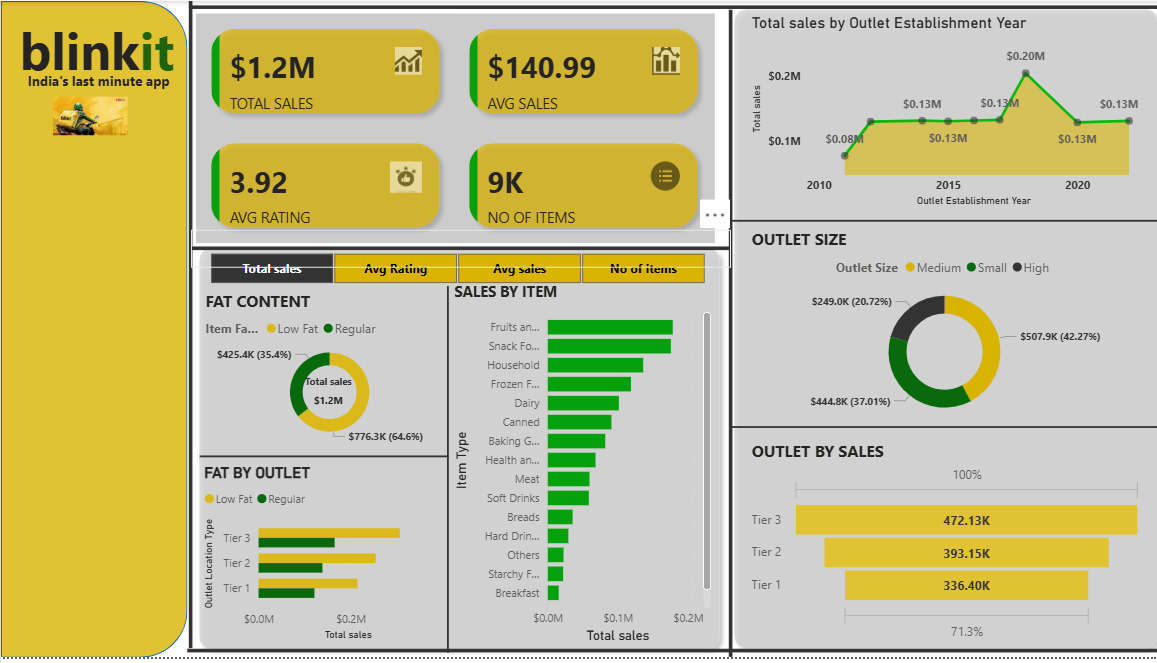 blinkit
India's last minute app
$1.2M
TOTAL SALES
$140.99
AVG SALES
3.92
AVG RATING
9K
NO OF ITEMS
Total sales
Avg Rating
Avg sales
No of items
FAT CONTENT
Item Fa... Low Fat Regular
$425.4K (35.4%)
Total sales
$1.2M
$776.3K (64.6%)
FAT BY OUTLET
Low Fat Regular
Outlet Location Type
Tier 3
Tier 2
Tier 1
$0.0M $0.2M
Total sales
SALES BY ITEM
Item Type
Fruits an...
Snack Fo...
Household
Frozen F...
Dairy
Canned
Baking G...
Health an...
Meat
Soft Drinks
Breads
Hard Drin...
Others
Starchy F...
Breakfast
$0.0M $0.1M $0.2M
Total sales
Total sales by Outlet Establishment Year
Total sales
$0.2M
$0.1M
$0.08M
$0.13M
$0.13M
$0.13M
$0.20M
$0.13M
$0.13M
2010 2015 2020
Outlet Establishment Year
OUTLET SIZE
Outlet Size Medium Small High
$249.0K (20.72%)
$507.9K (42.27%)
$444.8K (37.01%)
OUTLET BY SALES
100%
Tier 3 472.13K
Tier 2 393.15K
Tier 1 336.40K
71.3%